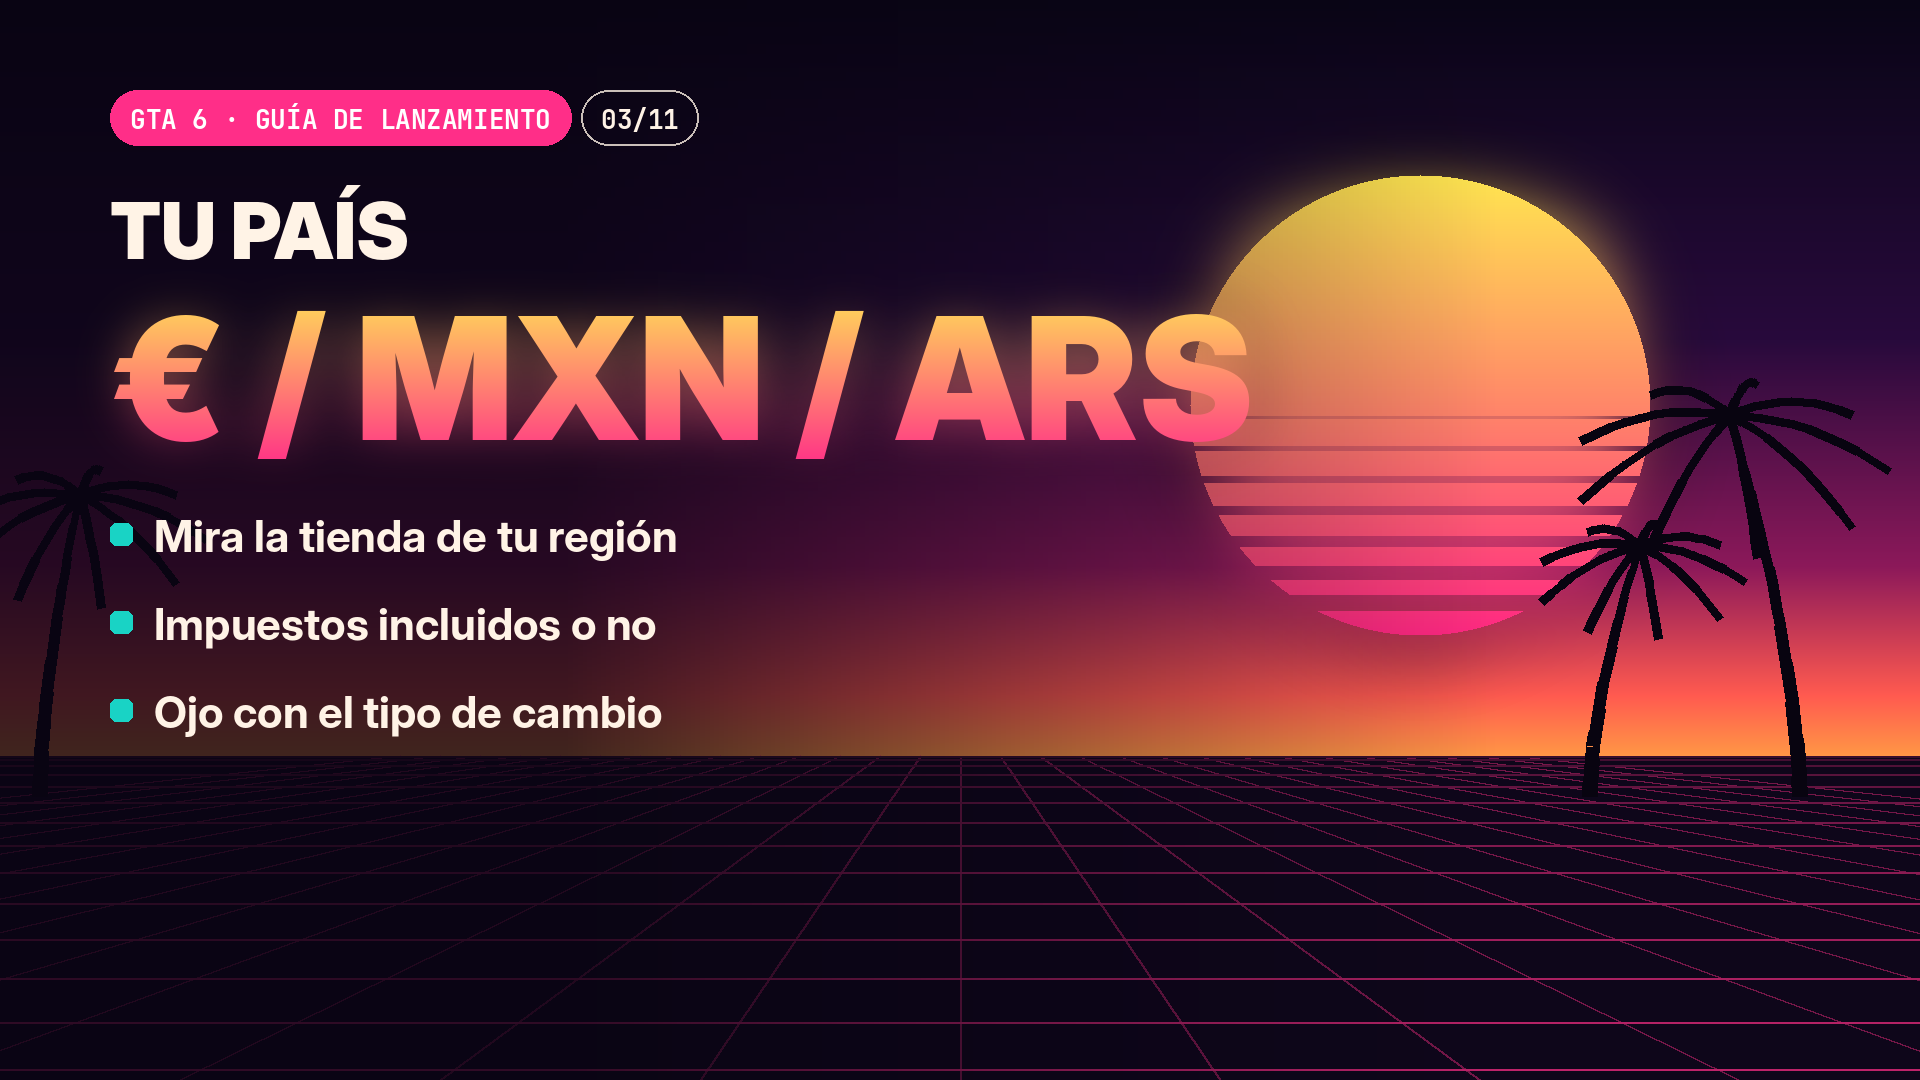 GTA 6 · GUÍA DE LANZAMIENTO 03/11
TU PAÍS
€ / MXN / ARS
Mira la tienda de tu región
Impuestos incluidos o no
Ojo con el tipo de cambio